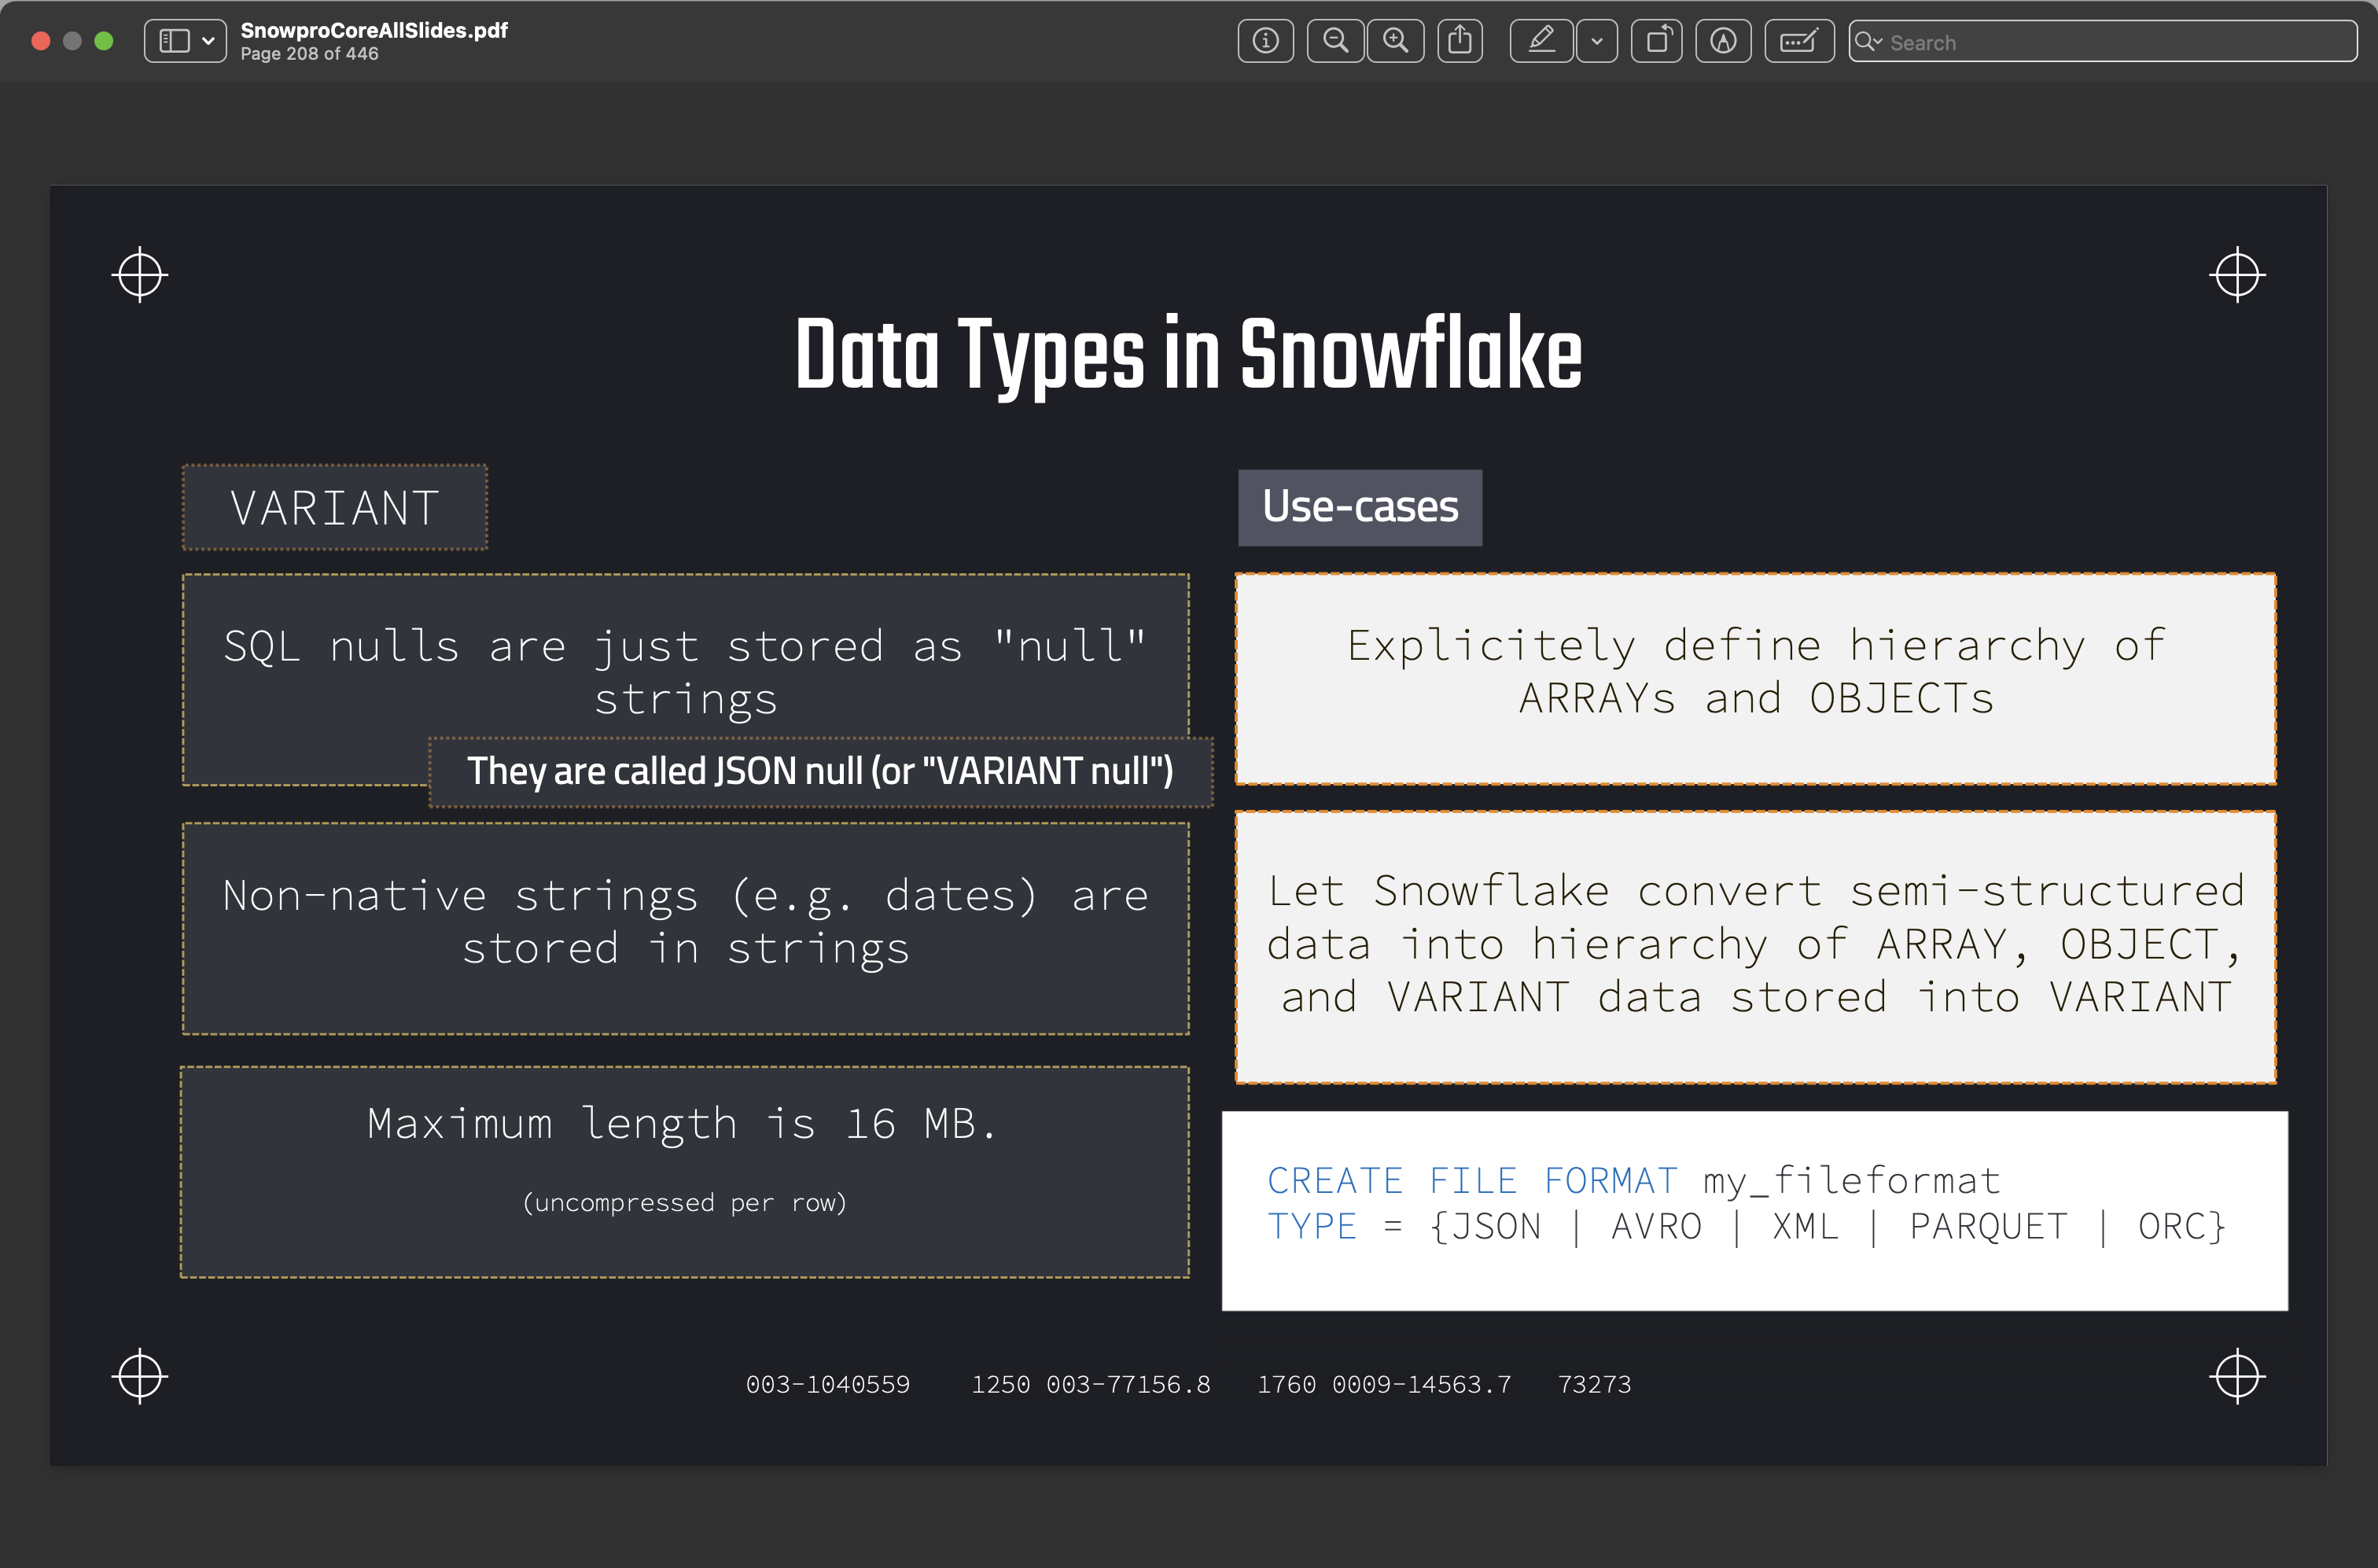 SnowproCoreAllSlides.pdf
Page 208 of 446
Search
Data Types in Snowflake
VARIANT
SQL nulls are just stored as "null"
strings
They are called JSON null (or "VARIANT null")
Non-native strings (e.g. dates) are
stored in strings
Maximum length is 16 MB.
(uncompressed per row)
Use-cases
Explicitely define hierarchy of
ARRAYs and OBJECTs
Let Snowflake convert semi-structured
data into hierarchy of ARRAY, OBJECT,
and VARIANT data stored into VARIANT
CREATE FILE FORMAT my_fileformat
TYPE = {JSON | AVRO | XML | PARQUET | ORC}
003-1040559 1250 003-77156.8 1760 0009-14563.7 73273